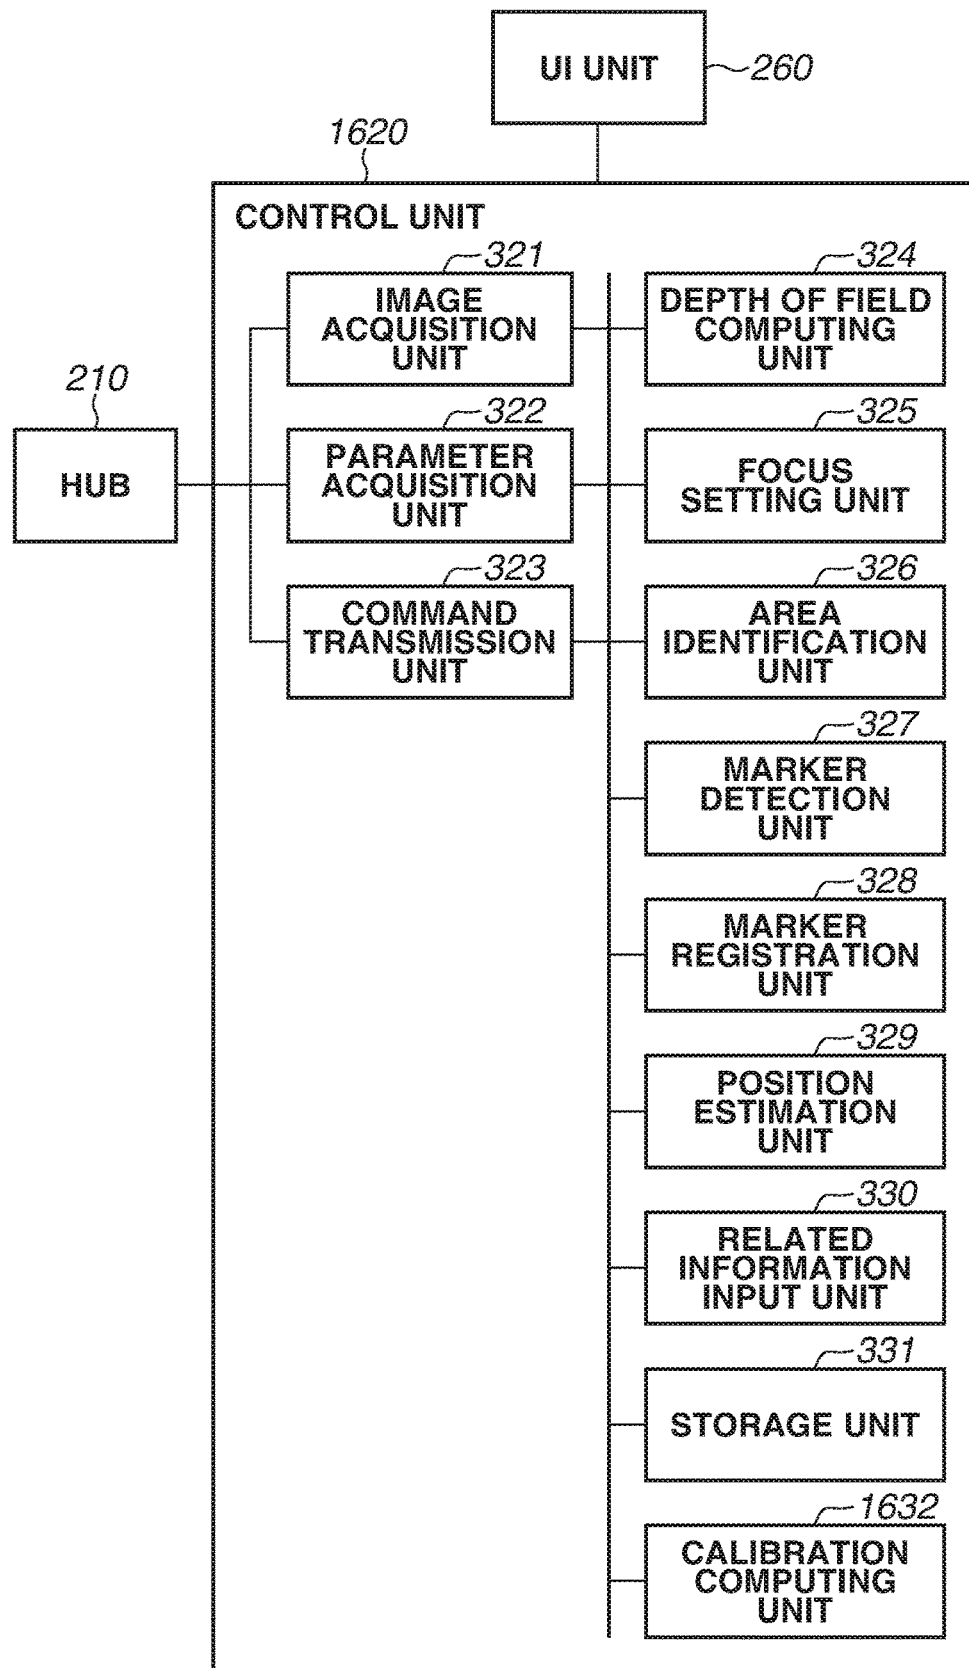 UI UNIT
260
1620
CONTROL UNIT
321
IMAGE
ACQUISITION
UNIT
324
DEPTH OF FIELD
COMPUTING
UNIT
210
HUB
322
PARAMETER
ACQUISITION
UNIT
325
FOCUS
SETTING UNIT
323
COMMAND
TRANSMISSION
UNIT
326
AREA
IDENTIFICATION
UNIT
327
MARKER
DETECTION
UNIT
328
MARKER
REGISTRATION
UNIT
329
POSITION
ESTIMATION
UNIT
330
RELATED
INFORMATION
INPUT UNIT
331
STORAGE UNIT
1632
CALIBRATION
COMPUTING
UNIT